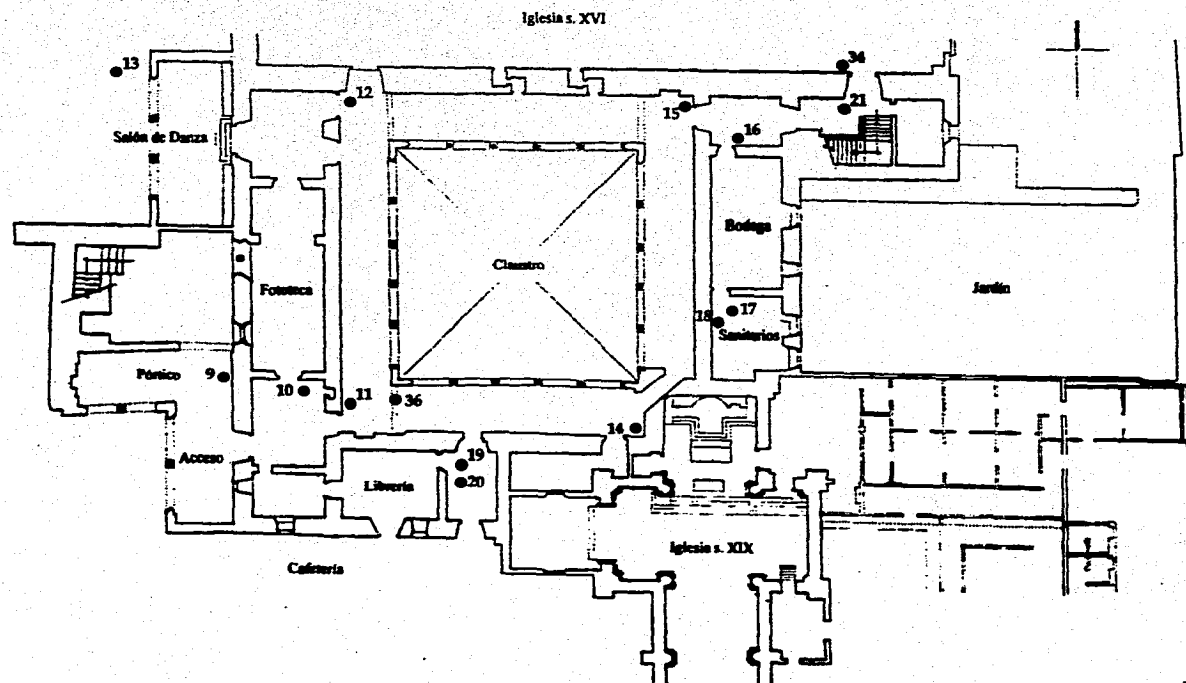 Iglesia s. XVI
13
34
12
15
21
Salón de Danza
16
Bodega
Claustro
Fototeca
Jardín
17
18
Sanitarios
Pórtico
9
10
11
36
14
Acceso
19
Librería
20
Iglesia s. XIX
Cafetería